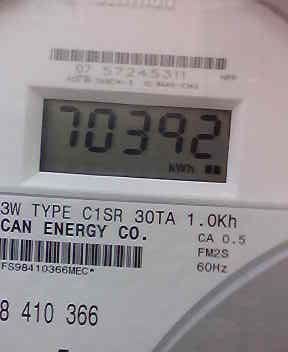 07 57245311
70392
kWh
3W TYPE C1SR 30TA 1.0Kh
CAN ENERGY CO.
CA 0.5
FM2S
FS98410366MEC*
60Hz
8 410 366